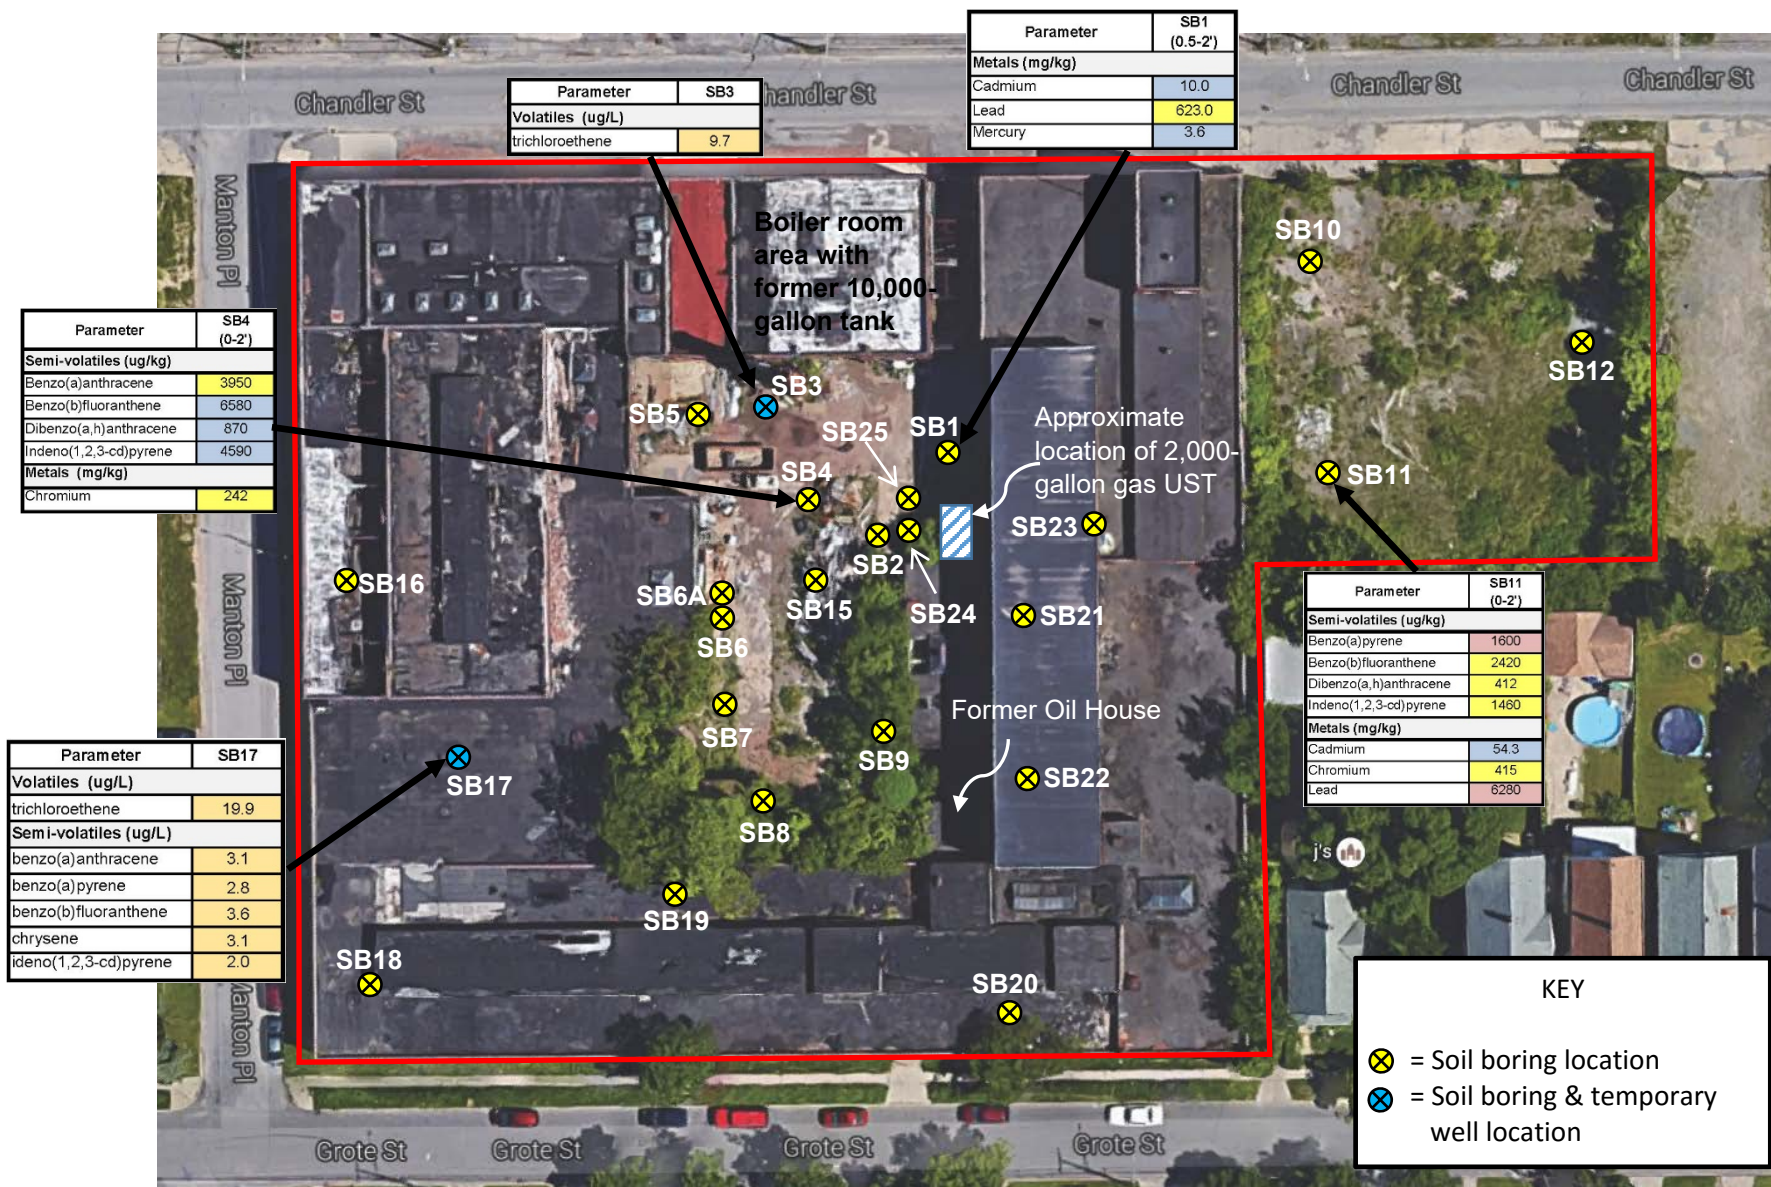 Parameter SB1
(0.5-2')
Metals (mg/kg)
Cadmium 10.0
Lead 623.0
Mercury 3.6
Chandler St
handler St
Chandler St
Chandler St
Parameter SB3
Volatiles (ug/L)
trichloroethene 9.7
Manton Pl
Boiler room
area with
former 10,000-
gallon tank
SB10
SB12
Parameter SB4
(0-2')
Semi-volatiles (ug/kg)
Benzo(a)anthracene 3950
Benzo(b)fluoranthene 6580
Dibenzo(a,h)anthracene 870
Indeno(1,2,3-cd)pyrene 4590
Metals (mg/kg)
Chromium 242
SB3
SB5
SB25
SB1
Approximate
location of 2,000-
gallon gas UST
SB4
SB11
SB23
SB2
SB24
SB16
SB6A
SB15
SB6
SB21
Manton Pl
Parameter SB11
(0-2')
Semi-volatiles (ug/kg)
Benzo(a)pyrene 1600
Benzo(b)fluoranthene 2420
Dibenzo(a,h)anthracene 412
Indeno(1,2,3-cd)pyrene 1460
Metals (mg/kg)
Cadmium 54.3
Chromium 415
Lead 6280
Former Oil House
SB7
SB9
SB17
SB22
SB8
Parameter SB17
Volatiles (ug/L)
trichloroethene 19.9
Semi-volatiles (ug/L)
benzo(a)anthracene 3.1
benzo(a)pyrene 2.8
benzo(b)fluoranthene 3.6
chrysene 3.1
ideno(1,2,3-cd)pyrene 2.0
j's
SB19
SB18
SB20
Manton Pl
KEY
= Soil boring location
= Soil boring & temporary
well location
Grote St
Grote St
Grote St
Grote St